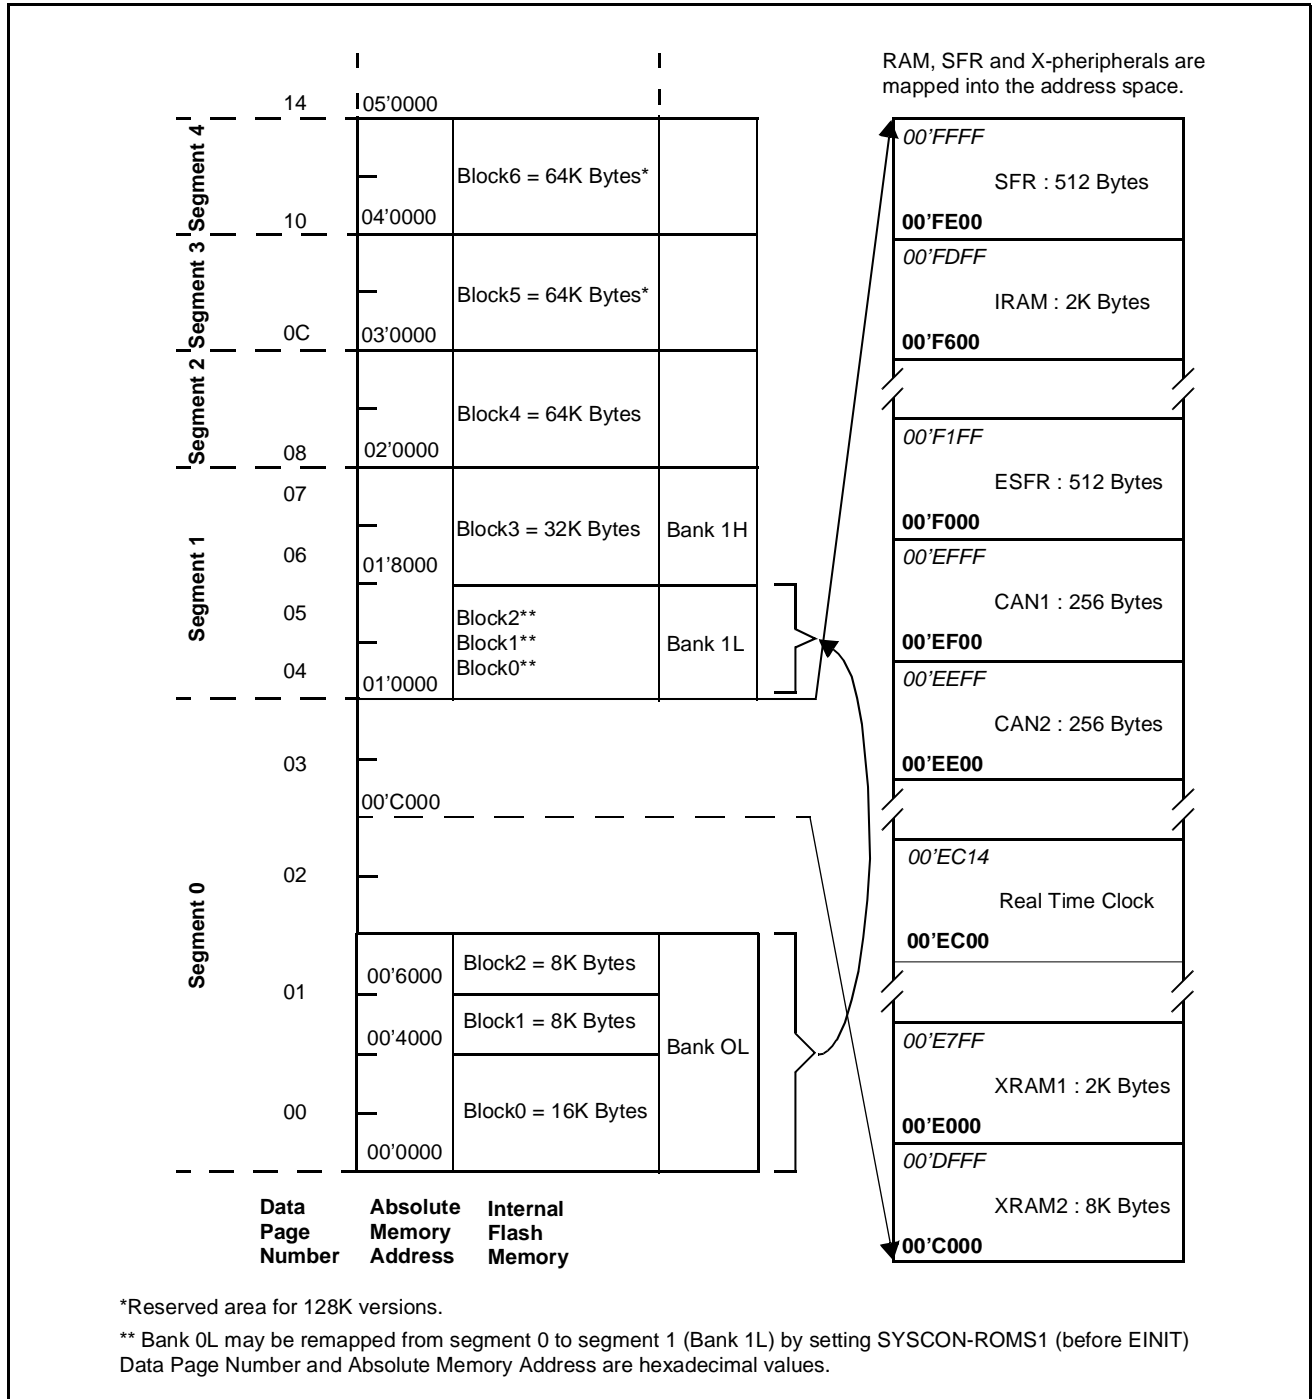 RAM, SFR and X-pheripherals are
mapped into the address space.
14
05'0000
Segment 4
Block6 = 64K Bytes*
10
04'0000
Segment 3
Block5 = 64K Bytes*
0C
03'0000
Segment 2
Block4 = 64K Bytes
08
02'0000
Segment 1
07
Block3 = 32K Bytes
Bank 1H
06
01'8000
05
Block2**
Block1**
Block0**
Bank 1L
04
01'0000
Segment 0
03
00'C000
02
00'6000
Block2 = 8K Bytes
01
Block1 = 8K Bytes
00'4000
Bank OL
00
Block0 = 16K Bytes
00'0000
Data
Page
Number
Absolute
Memory
Address
Internal
Flash
Memory
00'FFFF
SFR : 512 Bytes
00'FE00
00'FDFF
IRAM : 2K Bytes
00'F600
00'F1FF
ESFR : 512 Bytes
00'F000
00'EFFF
CAN1 : 256 Bytes
00'EF00
00'EEFF
CAN2 : 256 Bytes
00'EE00
00'EC14
Real Time Clock
00'EC00
00'E7FF
XRAM1 : 2K Bytes
00'E000
00'DFFF
XRAM2 : 8K Bytes
00'C000
*Reserved area for 128K versions.
** Bank 0L may be remapped from segment 0 to segment 1 (Bank 1L) by setting SYSCON-ROMS1 (before EINIT)
Data Page Number and Absolute Memory Address are hexadecimal values.